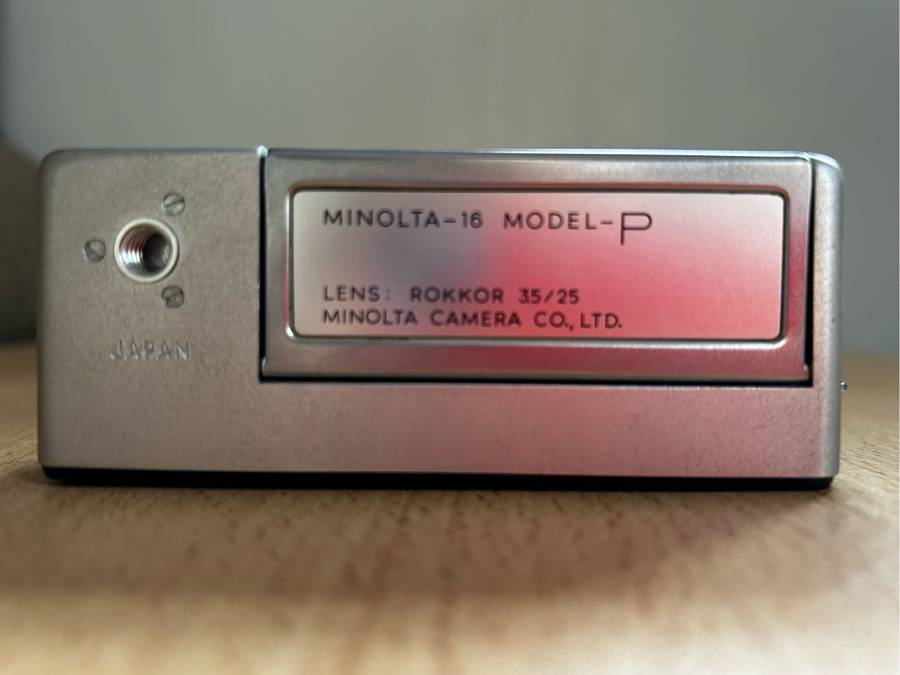 MINOLTA-16 MODEL-P
LENS: ROKKOR 35/25
MINOLTA CAMERA CO., LTD.
JAPAN